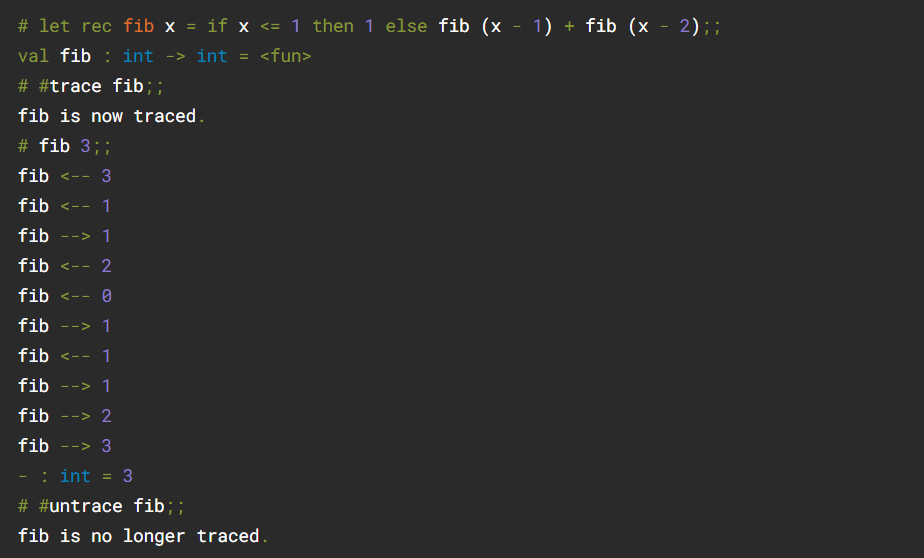 # let rec fib x = if x <= 1 then 1 else fib (x - 1) + fib (x - 2);;
val fib : int -> int = <fun>
# #trace fib;;
fib is now traced.
# fib 3;;
fib <-- 3
fib <-- 1
fib --> 1
fib <-- 2
fib <-- 0
fib --> 1
fib <-- 1
fib --> 1
fib --> 2
fib --> 3
- : int = 3
# #untrace fib;;
fib is no longer traced.